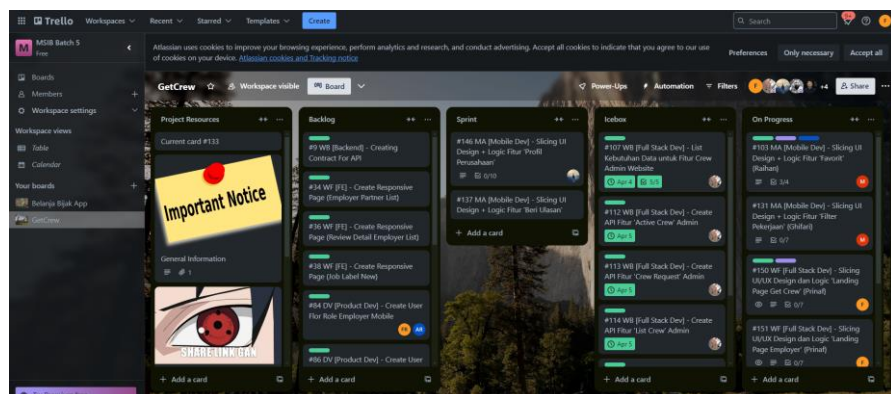 Trello
Workspaces
Recent
Starred
Templates
Create
Search
M
MSIB Batch 5
Free
Atlassian uses cookies to improve your browsing experience, perform analytics and research, and conduct advertising. Accept all cookies to indicate that you agree to our use
of cookies on your device. Atlassian cookies and Tracking notice
Preferences
Only necessary
Accept all
Boards
Members
Workspace settings
Workspace views
Table
Calendar
Your boards
Belanja Bijak App
GetCrew
GetCrew
Workspace visible
Board
Power-Ups
Automation
Filters
+4
Share
Project Resources
Current card #133
Important Notice
General Information
1
SHARE LINK GAN
+ Add a card
Backlog
#9 WB [Backend] - Creating
Contract For API
#34 WF [FE] - Create Responsive
Page (Employer Partner List)
#36 WF [FE] - Create Responsive
Page (Review Detail Employer List)
#38 WF [FE] - Create Responsive
Page (Job Label New)
#84 DV [Product Dev] - Create User
Flor Role Employer Mobile
#86 DV [Product Dev] - Create User
+ Add a card
Sprint
#146 MA [Mobile Dev] - Slicing UI
Design + Logic Fitur 'Profil
Perusahaan'
0/10
#137 MA [Mobile Dev] - Slicing UI
Design + Logic Fitur 'Beri Ulasan'
+ Add a card
Icebox
#107 WB [Full Stack Dev] - List
Kebutuhan Data untuk Fitur Crew
Admin Website
Apr 4
5/5
#112 WB [Full Stack Dev] - Create
API Fitur 'Active Crew' Admin
Apr 5
#113 WB [Full Stack Dev] - Create
API Fitur 'Crew Request' Admin
Apr 5
#114 WB [Full Stack Dev] - Create
API Fitur 'List Crew' Admin
Apr 5
+ Add a card
On Progress
#103 MA [Mobile Dev] - Slicing UI
Design + Logic Fitur 'Favorit'
(Raihan)
3/4
M
#131 MA [Mobile Dev] - Slicing UI
Design + Logic Fitur 'Filter
Pekerjaan' (Ghifari)
0/7
M
#150 WF [Full Stack Dev] - Slicing
UI/UX Design dan Logic 'Landing
Page Get Crew' (Prinaf)
0/7
F
#151 WF [Full Stack Dev] - Slicing
UI/UX Design dan Logic 'Landing
Page Employer' (Prinaf)
0/7
F
+ Add a card